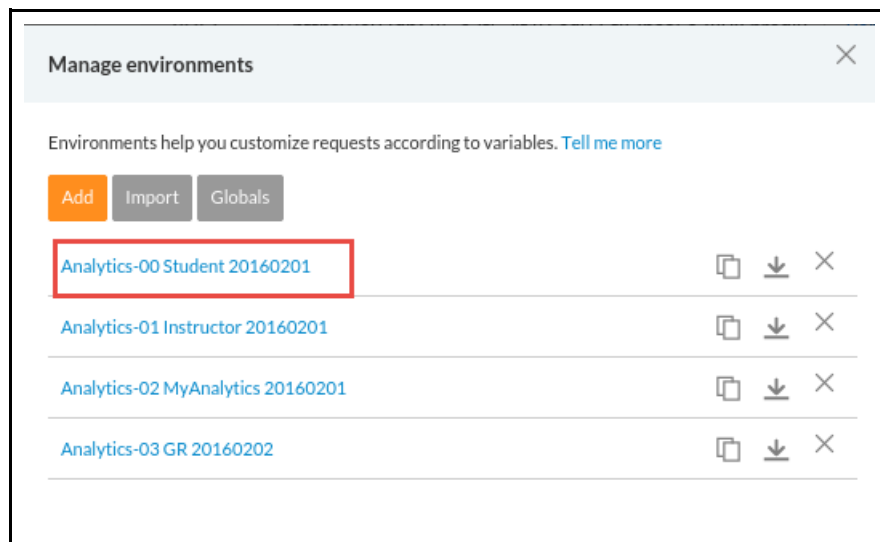 Manage environments
Environments help you customize requests according to variables. Tell me more
Add Import Globals
Analytics-00 Student 20160201
Analytics-01 Instructor 20160201
Analytics-02 MyAnalytics 20160201
Analytics-03 GR 20160202